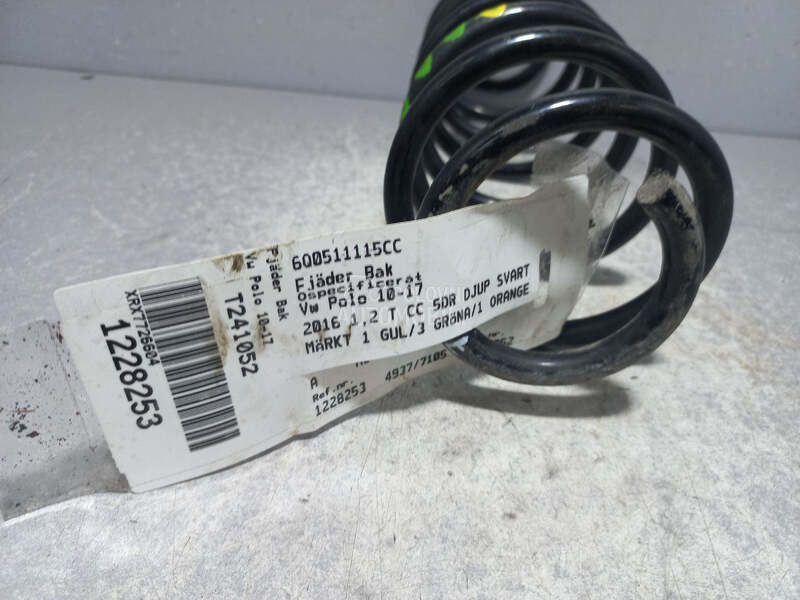 6Q0511115CC
Fjäder Bak
Ospecificerat
Vw Polo 10-17
2016 1,2 , CC 5DR DJUP SVART
MÄRKT 1 GUL/3 GRÖNA/1 ORANGE
Fjäder Bak
Vw Polo 10-17
T241052
XRX7726604
1228253
A
Ref.nr.
1228253
4937/7105